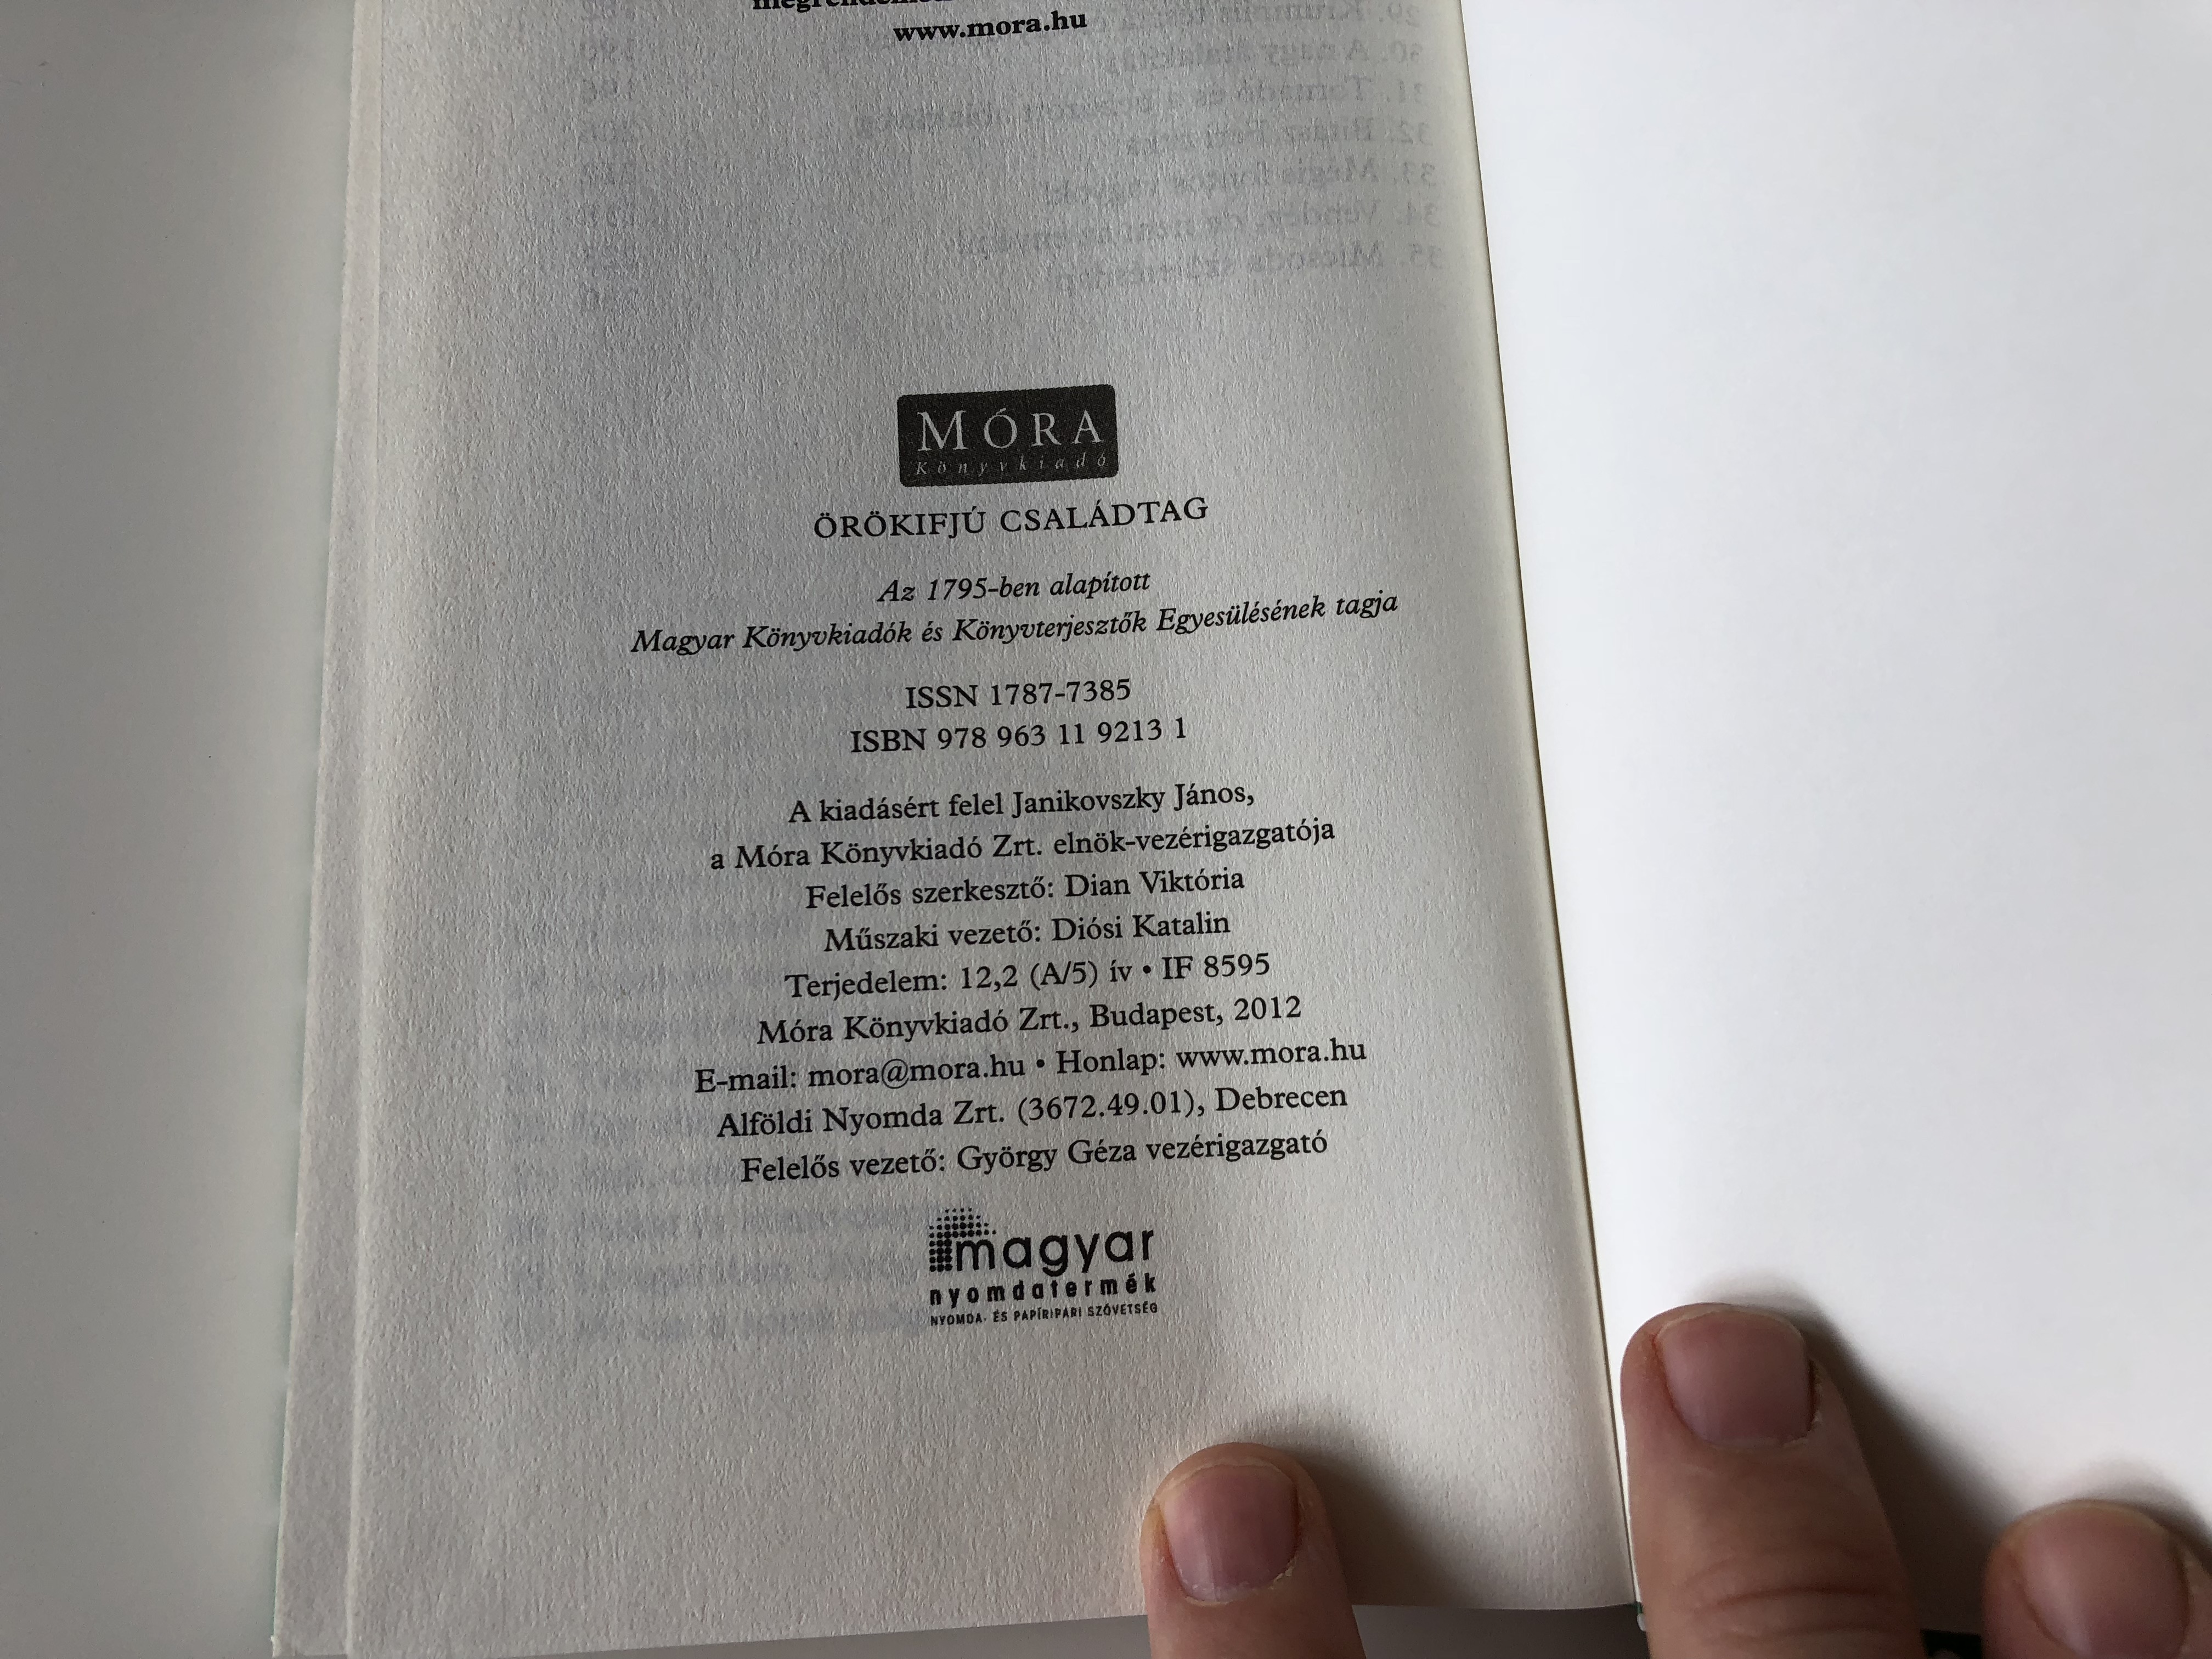 www.mora.hu
MÓRA
Könyvkiadó
ÖRÖKIFJÚ CSALÁDTAG
Az 1795-ben alapított
Magyar Könyvkiadók és Könyvterjesztők Egyesülésének tagja
ISSN 1787-7385
ISBN 978 963 11 9213 1
A kiadásért felel Janikovszky János,
a Móra Könyvkiadó Zrt. elnök-vezérigazgatója
Felelős szerkesztő: Dian Viktória
Műszaki vezető: Diósi Katalin
Terjedelem: 12,2 (A/5) ív • IF 8595
Móra Könyvkiadó Zrt., Budapest, 2012
E-mail: mora@mora.hu • Honlap: www.mora.hu
Alföldi Nyomda Zrt. (3672.49.01), Debrecen
Felelős vezető: György Géza vezérigazgató
magyar
nyomdatermék
NYOMDA- ÉS PAPÍRIPARI SZÖVETSÉG